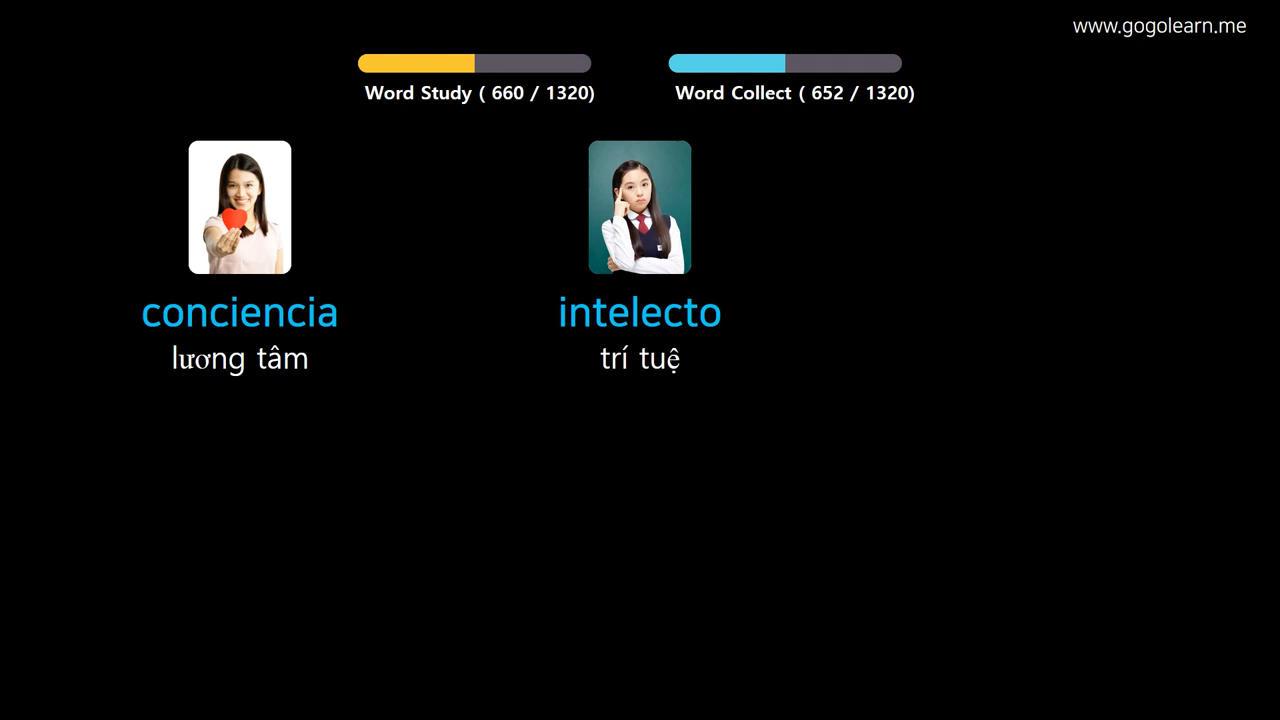 www.gogolearn.me
Word Study ( 660 / 1320)
Word Collect ( 652 / 1320)
conciencia
lương tâm
intelecto
trí tuệ